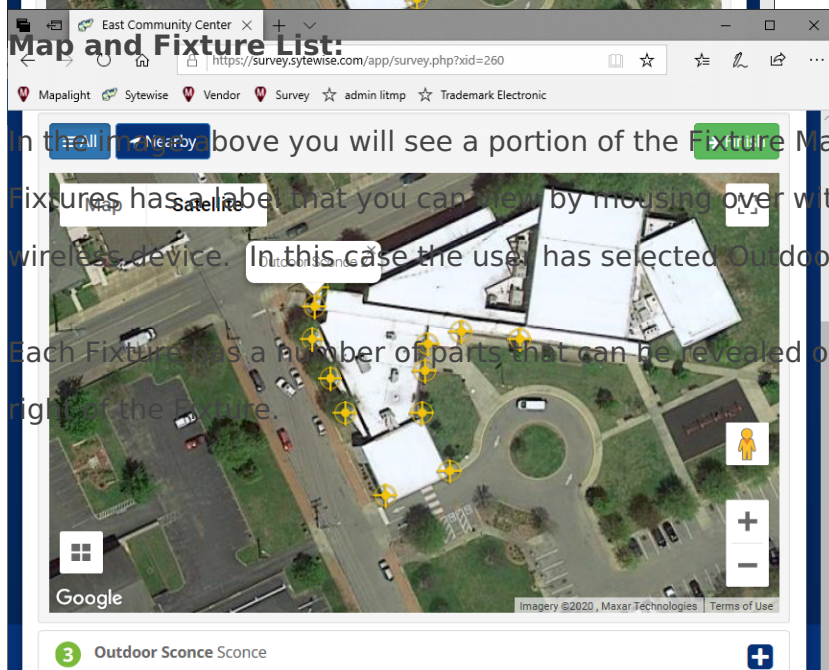 East Community Center
Map and Fixture List:
https://survey.sytewise.com/app/survey.php?xid=260
Mapalight Sytewise Vendor Survey admin litmp Trademark Electronic
All Nearby Finish
In the image above you will see a portion of the Fixture Ma
Map Satellite
Fixtures has a label that you can view by mousing over wit
Outdoor Sconce
wireless device. In this case the user has selected Outdoo
Each Fixture has a number of parts that can be revealed o
right of the Fixture.
Google
Imagery ©2020 , Maxar Technologies Terms of Use
3 Outdoor Sconce Sconce